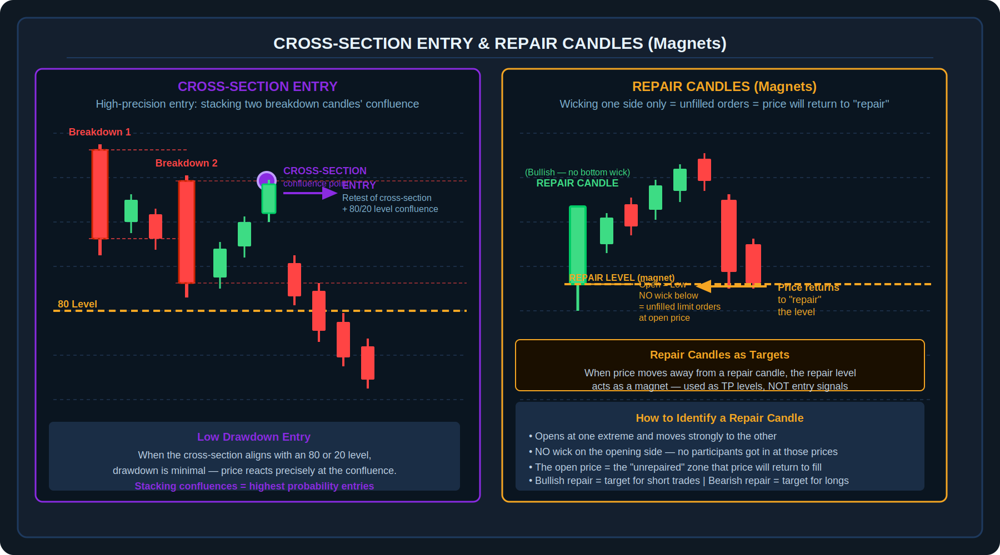 CROSS-SECTION ENTRY & REPAIR CANDLES (Magnets)
CROSS-SECTION ENTRY
High-precision entry: stacking two breakdown candles' confluence
Breakdown 1
Breakdown 2
CROSS-SECTION
confluence point
ENTRY
Retest of cross-section
+ 80/20 level confluence
80 Level
Low Drawdown Entry
When the cross-section aligns with an 80 or 20 level,
drawdown is minimal — price reacts precisely at the confluence.
Stacking confluences = highest probability entries
REPAIR CANDLES (Magnets)
Wicking one side only = unfilled orders = price will return to "repair"
(Bullish — no bottom wick)
REPAIR CANDLE
REPAIR LEVEL (magnet)
Open = Low
NO wick below
= unfilled limit orders
at open price
Price returns
to "repair"
the level
Repair Candles as Targets
When price moves away from a repair candle, the repair level
acts as a magnet — used as TP levels, NOT entry signals
How to Identify a Repair Candle
• Opens at one extreme and moves strongly to the other
• NO wick on the opening side — no participants got in at those prices
• The open price = the "unrepaired" zone that price will return to fill
• Bullish repair = target for short trades | Bearish repair = target for longs